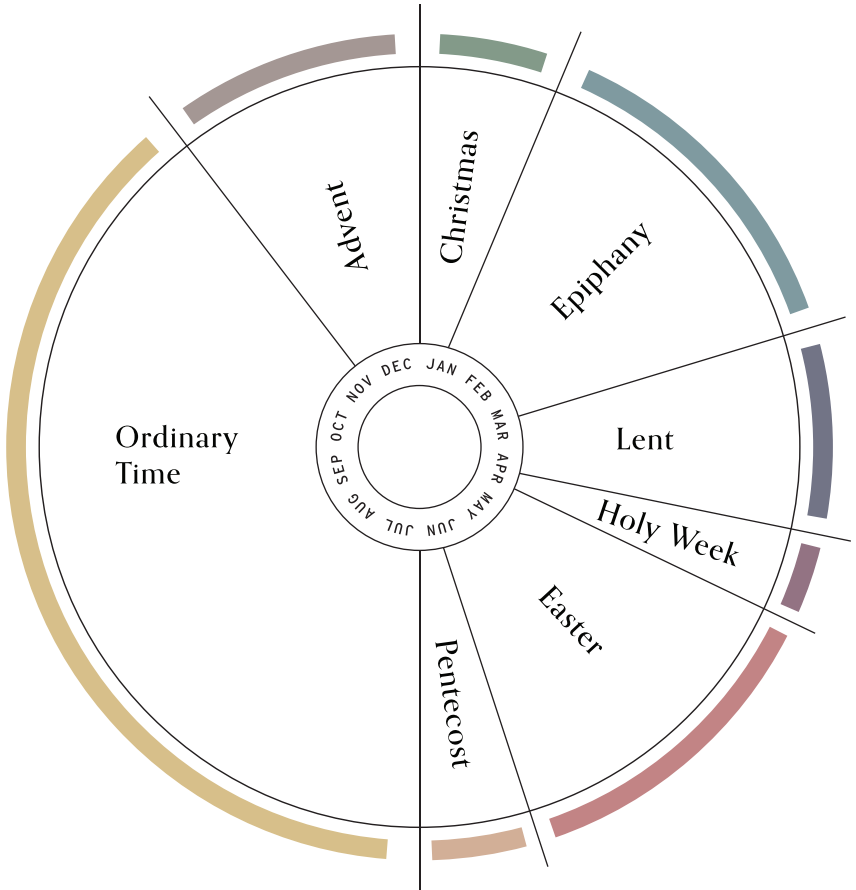 Advent
Christmas
Epiphany
Lent
Holy Week
Easter
Pentecost
Ordinary
Time
JAN FEB MAR APR MAY JUN JUL AUG SEP OCT NOV DEC